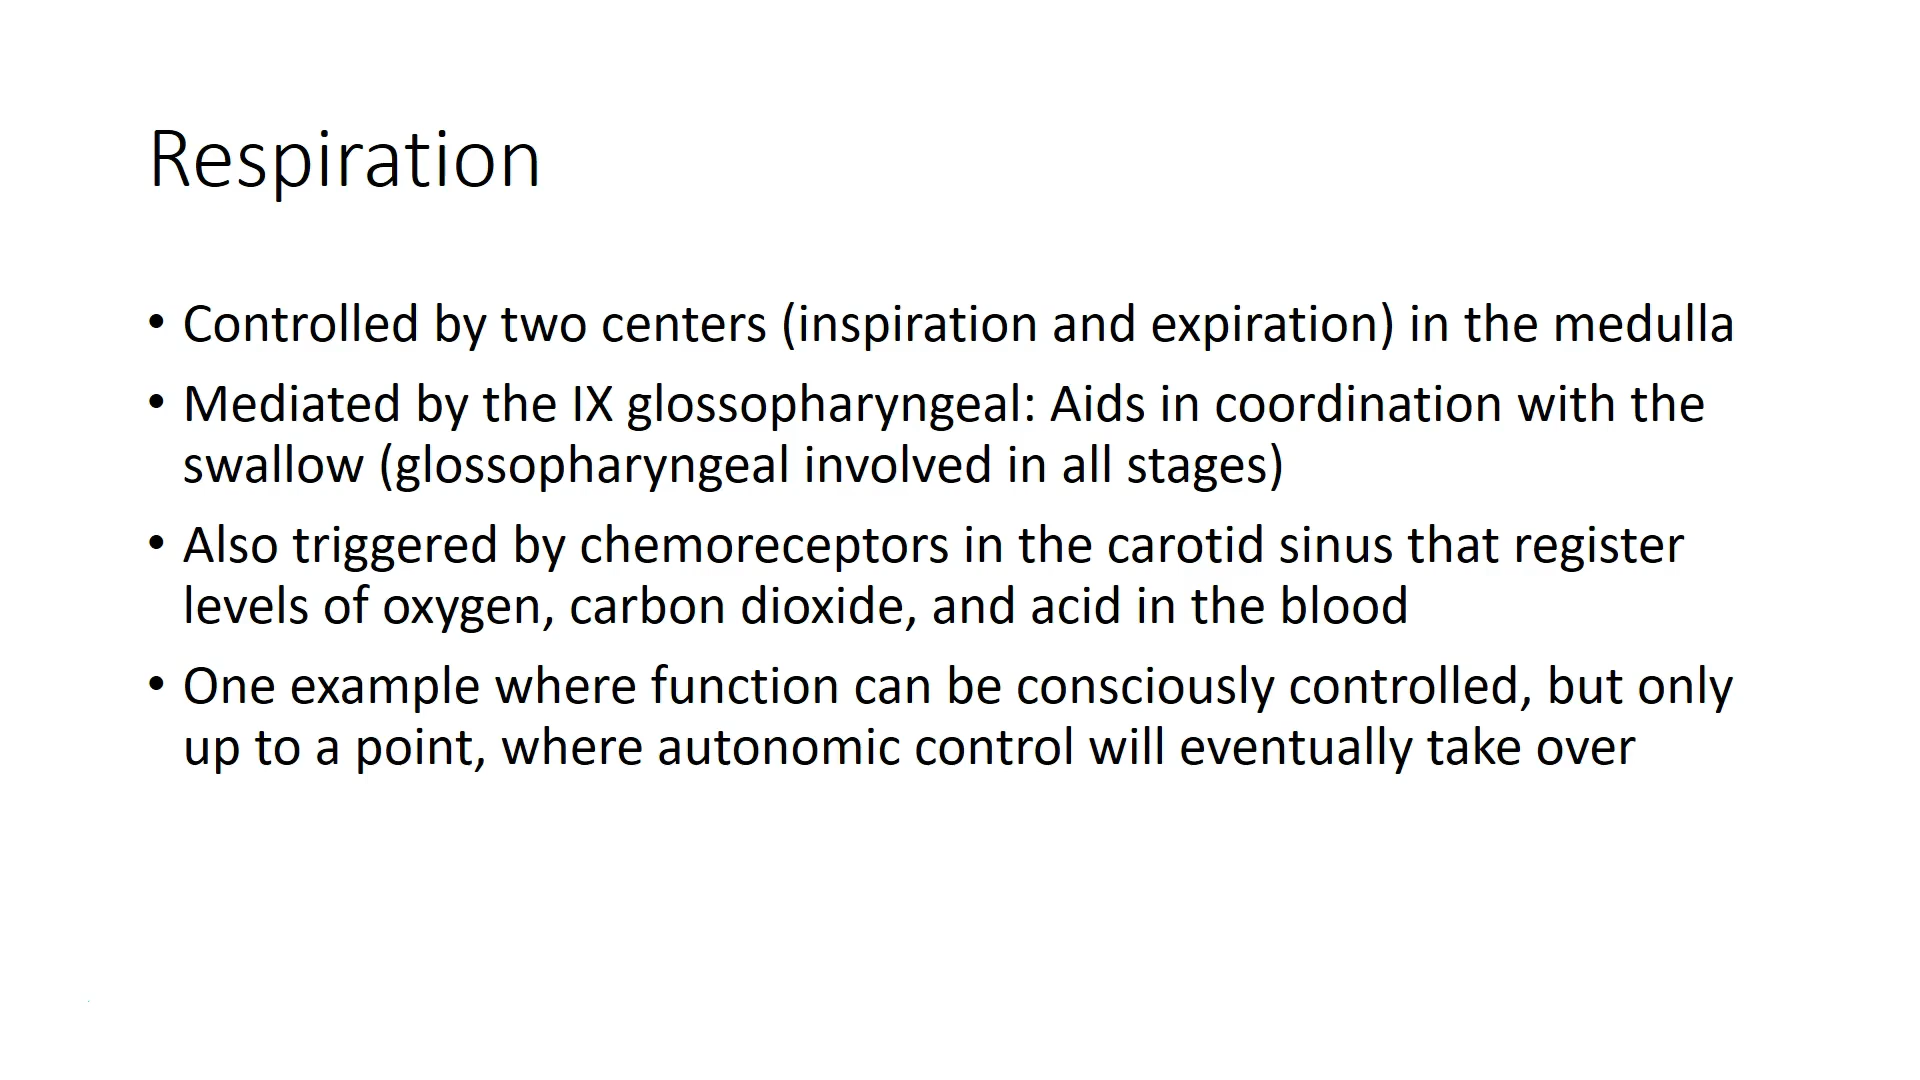 Respiration
• Controlled by two centers (inspiration and expiration) in the medulla
• Mediated by the IX glossopharyngeal: Aids in coordination with the
swallow (glossopharyngeal involved in all stages)
• Also triggered by chemoreceptors in the carotid sinus that register
levels of oxygen, carbon dioxide, and acid in the blood
• One example where function can be consciously controlled, but only
up to a point, where autonomic control will eventually take over